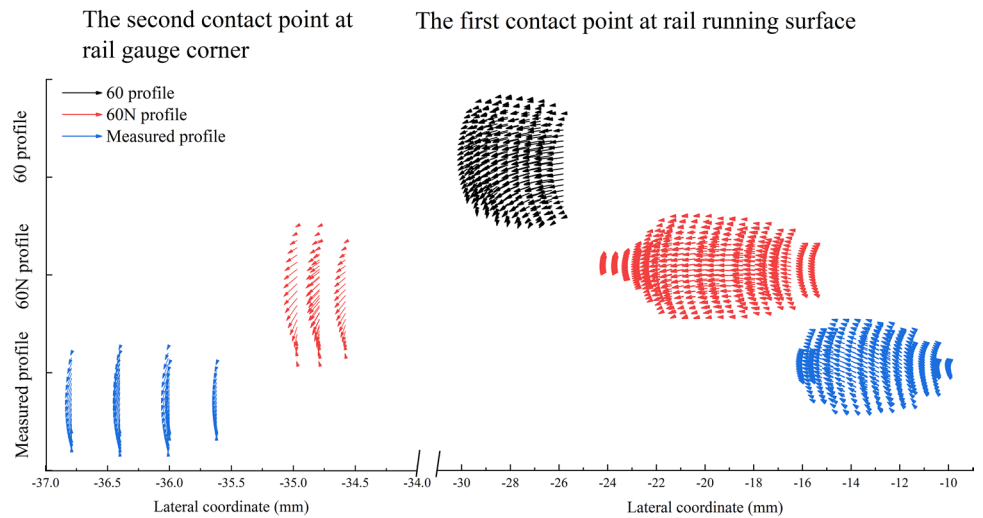 The second contact point at
rail gauge corner
The first contact point at rail running surface
60 profile
60N profile
Measured profile
60 profile
60N profile
Measured profile
-37.0 -36.5 -36.0 -35.5 -35.0 -34.5 -34.0
-30 -28 -26 -24 -22 -20 -18 -16 -14 -12 -10
Lateral coordinate (mm)
Lateral coordinate (mm)